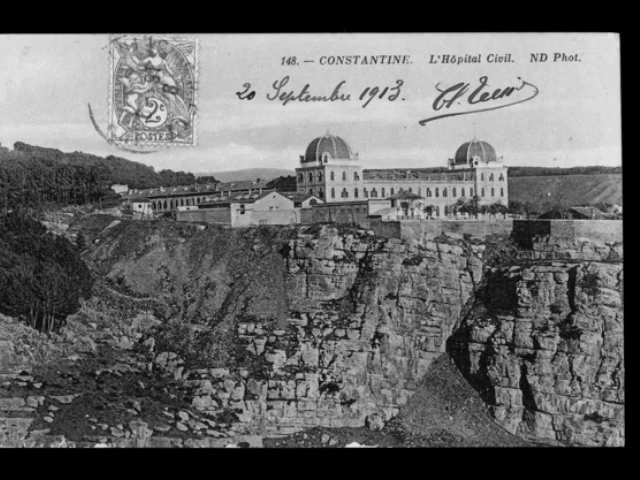 148. — CONSTANTINE. L'Hôpital Civil. ND Phot.
20 Septembre 1913.
2c
POSTES